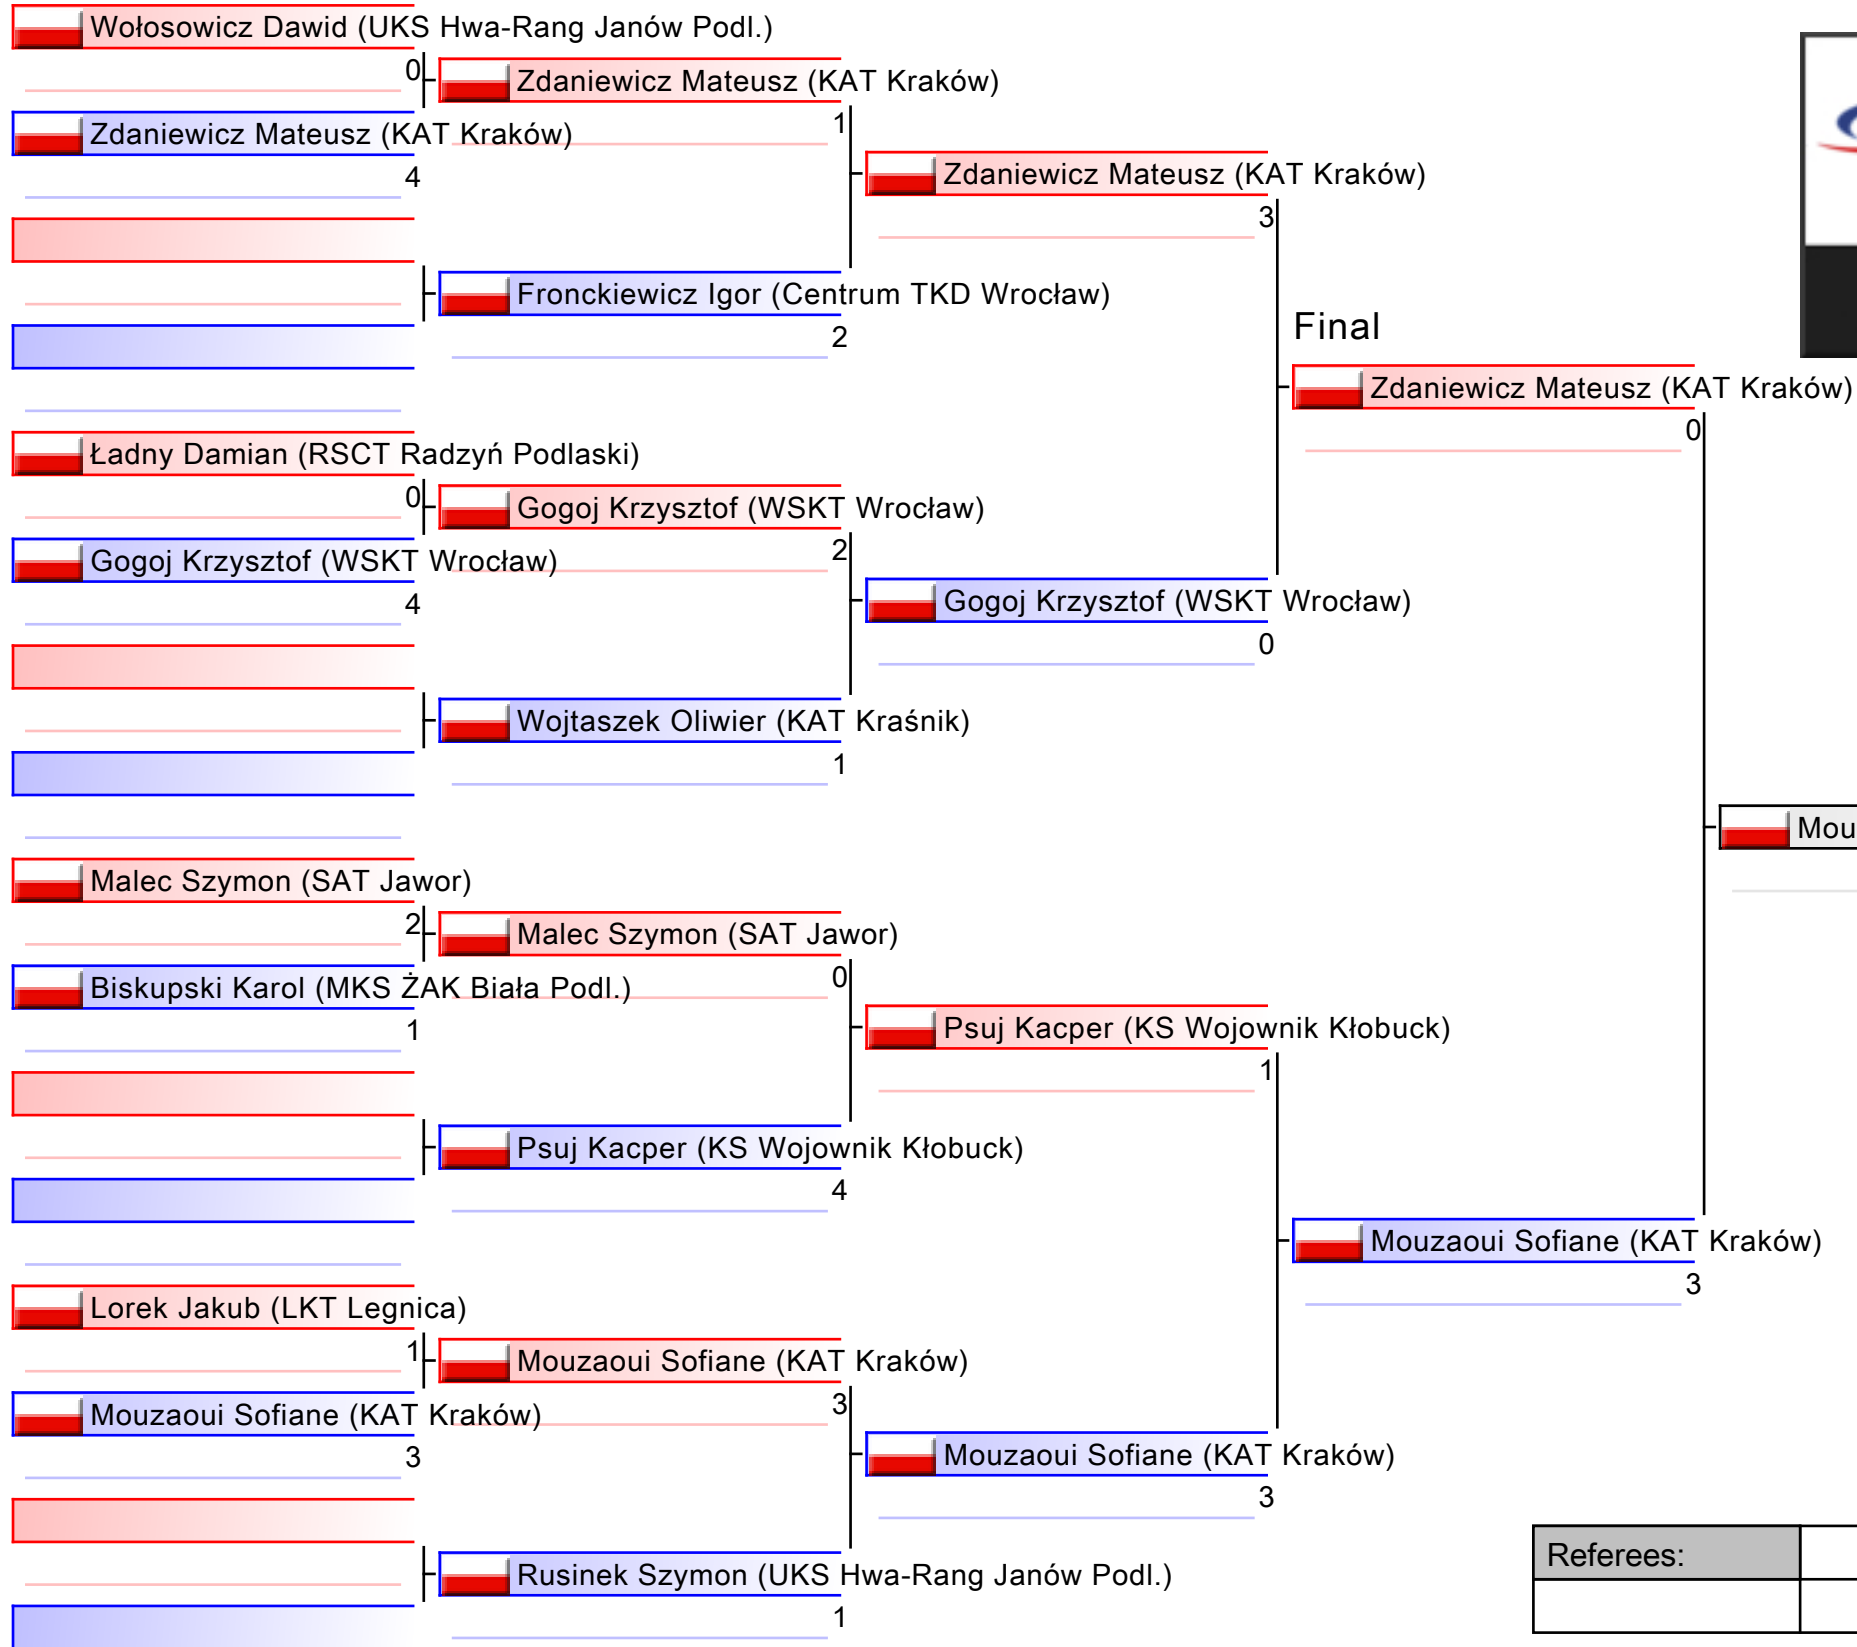 Wołosowicz Dawid (UKS Hwa-Rang Janów Podl.)
0
Zdaniewicz Mateusz (KAT Kraków)
4
Ładny Damian (RSCT Radzyń Podlaski)
0
Gogoj Krzysztof (WSKT Wrocław)
4
Malec Szymon (SAT Jawor)
2
Biskupski Karol (MKS ŻAK Biała Podl.)
1
Lorek Jakub (LKT Legnica)
1
Mouzaoui Sofiane (KAT Kraków)
3
Zdaniewicz Mateusz (KAT Kraków)
1
Fronckiewicz Igor (Centrum TKD Wrocław)
2
Gogoj Krzysztof (WSKT Wrocław)
2
Wojtaszek Oliwier (KAT Kraśnik)
1
Malec Szymon (SAT Jawor)
0
Psuj Kacper (KS Wojownik Kłobuck)
4
Mouzaoui Sofiane (KAT Kraków)
3
Rusinek Szymon (UKS Hwa-Rang Janów Podl.)
1
Zdaniewicz Mateusz (KAT Kraków)
3
Gogoj Krzysztof (WSKT Wrocław)
0
Psuj Kacper (KS Wojownik Kłobuck)
1
Mouzaoui Sofiane (KAT Kraków)
3
Final
Zdaniewicz Mateusz (KAT Kraków)
0
Mouzaoui Sofiane (KAT Kraków)
3
Mou
Referees: